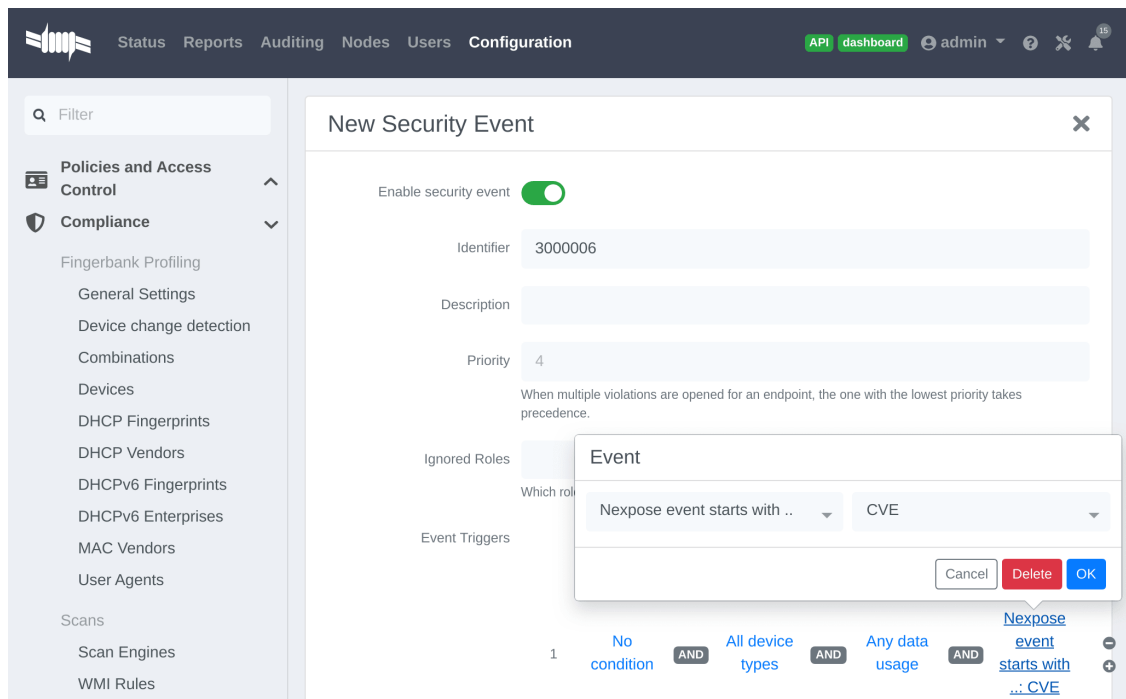 Status Reports Auditing Nodes Users Configuration
API dashboard admin 15
Filter
Policies and Access
Control
Compliance
Fingerbank Profiling
General Settings
Device change detection
Combinations
Devices
DHCP Fingerprints
DHCP Vendors
DHCPv6 Fingerprints
DHCPv6 Enterprises
MAC Vendors
User Agents
Scans
Scan Engines
WMI Rules
New Security Event
Enable security event
Identifier 3000006
Description
Priority 4
When multiple violations are opened for an endpoint, the one with the lowest priority takes
precedence.
Ignored Roles
Which
Event Triggers
Event
Nexpose event starts with .. CVE
Cancel Delete OK
1
No
condition
AND
All device
types
AND
Any data
usage
AND
Nexpose
event
starts with
..: CVE